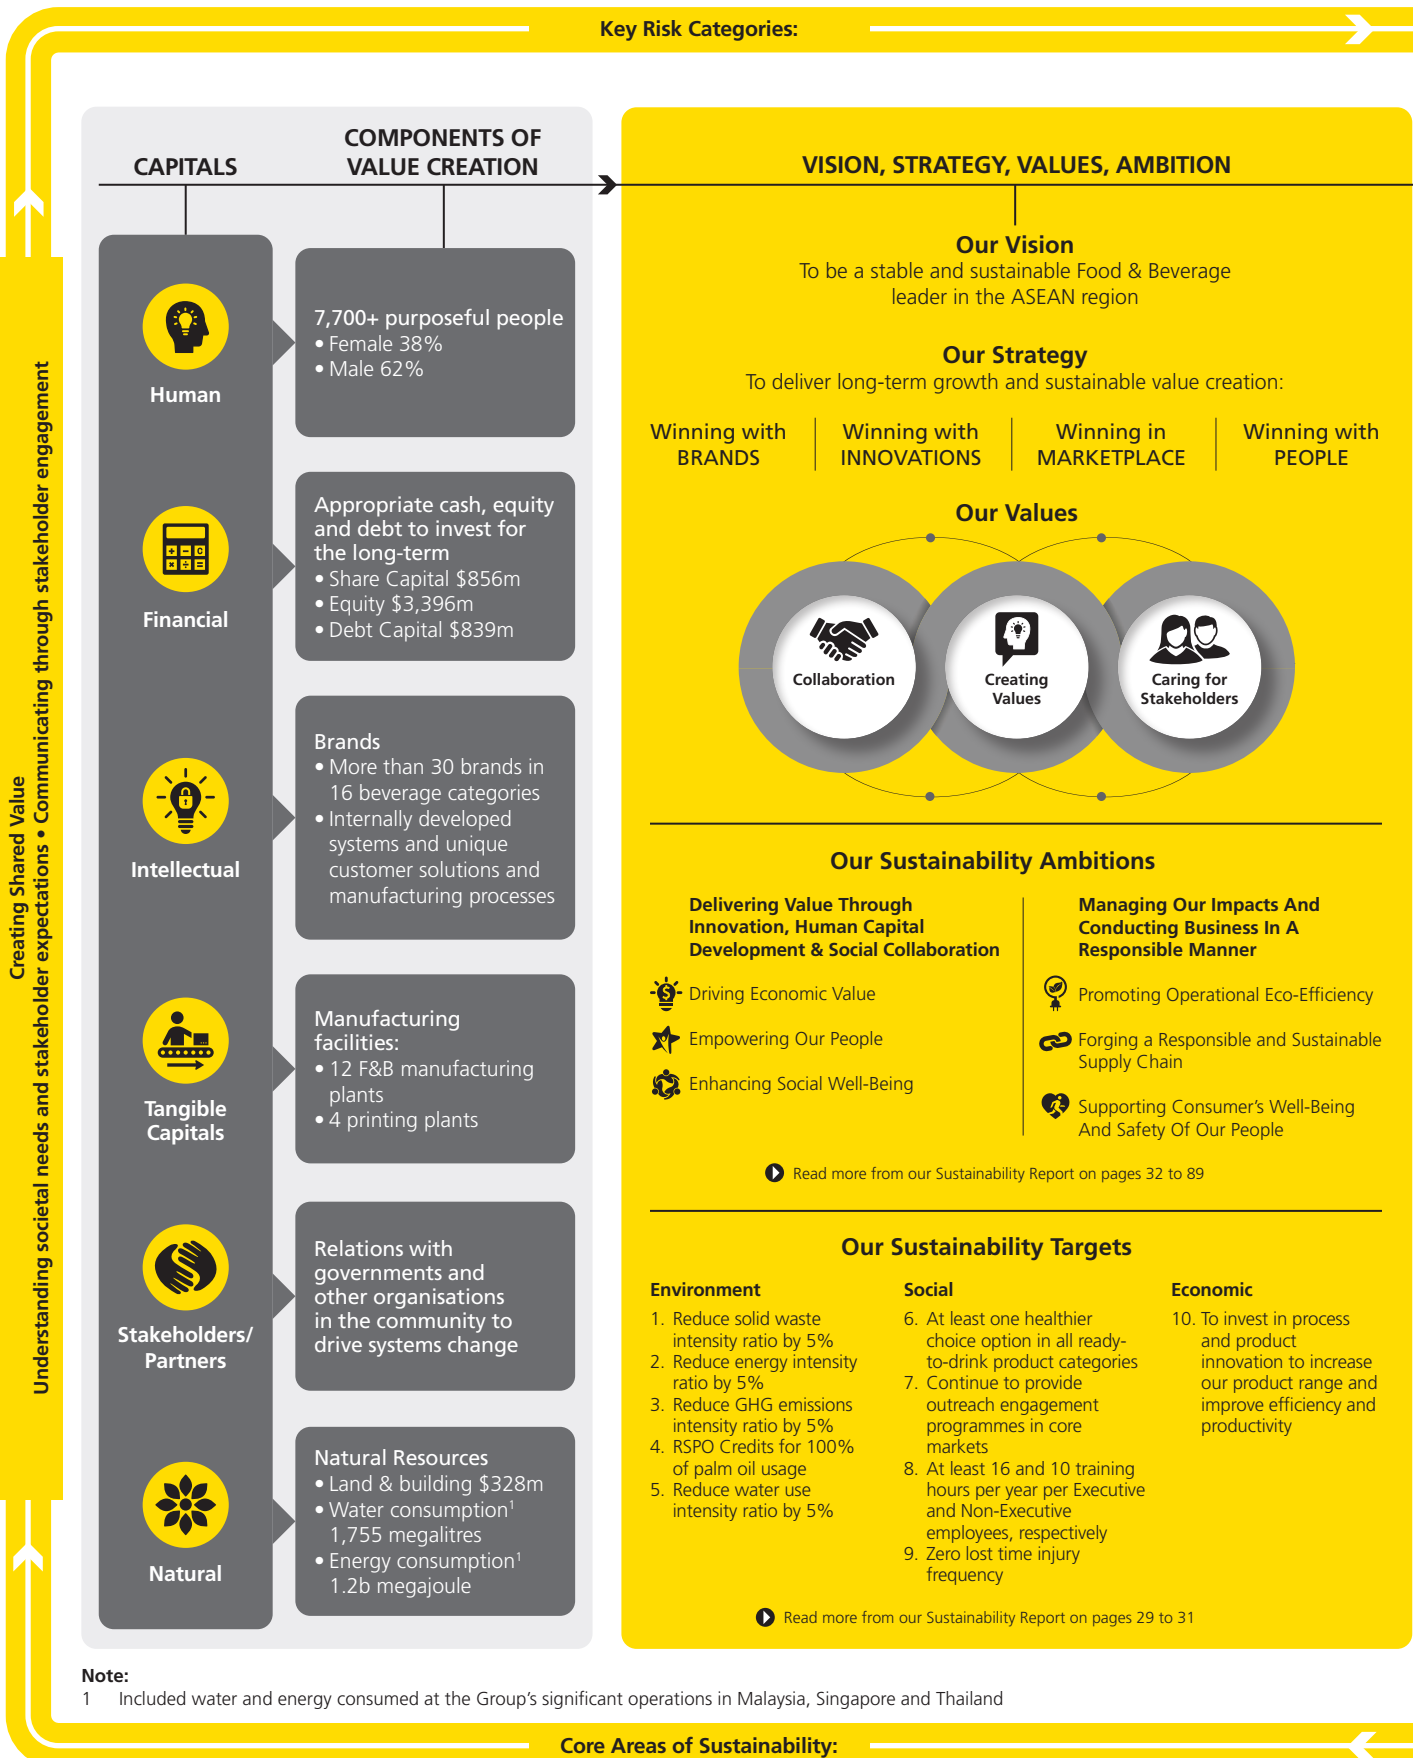 Key Risk Categories:
Creating Shared Value
Understanding societal needs and stakeholder expectations • Communicating through stakeholder engagement
CAPITALS
COMPONENTS OF
VALUE CREATION
Human
7,700+ purposeful people
• Female 38%
• Male 62%
Financial
Appropriate cash, equity
and debt to invest for
the long-term
• Share Capital $856m
• Equity $3,396m
• Debt Capital $839m
Intellectual
Brands
• More than 30 brands in
16 beverage categories
• Internally developed
systems and unique
customer solutions and
manufacturing processes
Tangible
Capitals
Manufacturing
facilities:
• 12 F&B manufacturing
plants
• 4 printing plants
Stakeholders/
Partners
Relations with
governments and
other organisations
in the community to
drive systems change
Natural
Natural Resources
• Land & building $328m
• Water consumption1
1,755 megalitres
• Energy consumption1
1.2b megajoule
VISION, STRATEGY, VALUES, AMBITION
Our Vision
To be a stable and sustainable Food & Beverage
leader in the ASEAN region
Our Strategy
To deliver long-term growth and sustainable value creation:
Winning with
BRANDS
Winning with
INNOVATIONS
Winning in
MARKETPLACE
Winning with
PEOPLE
Our Values
Collaboration
Creating
Values
Caring for
Stakeholders
Our Sustainability Ambitions
Delivering Value Through
Innovation, Human Capital
Development & Social Collaboration
Driving Economic Value
Empowering Our People
Enhancing Social Well-Being
Managing Our Impacts And
Conducting Business In A
Responsible Manner
Promoting Operational Eco-Efficiency
Forging a Responsible and Sustainable
Supply Chain
Supporting Consumer's Well-Being
And Safety Of Our People
Read more from our Sustainability Report on pages 32 to 89
Our Sustainability Targets
Environment
1. Reduce solid waste
intensity ratio by 5%
2. Reduce energy intensity
ratio by 5%
3. Reduce GHG emissions
intensity ratio by 5%
4. RSPO Credits for 100%
of palm oil usage
5. Reduce water use
intensity ratio by 5%
Social
6. At least one healthier
choice option in all ready-
to-drink product categories
7. Continue to provide
outreach engagement
programmes in core
markets
8. At least 16 and 10 training
hours per year per Executive
and Non-Executive
employees, respectively
9. Zero lost time injury
frequency
Economic
10. To invest in process
and product
innovation to increase
our product range and
improve efficiency and
productivity
Read more from our Sustainability Report on pages 29 to 31
Note:
1 Included water and energy consumed at the Group's significant operations in Malaysia, Singapore and Thailand
Core Areas of Sustainability: